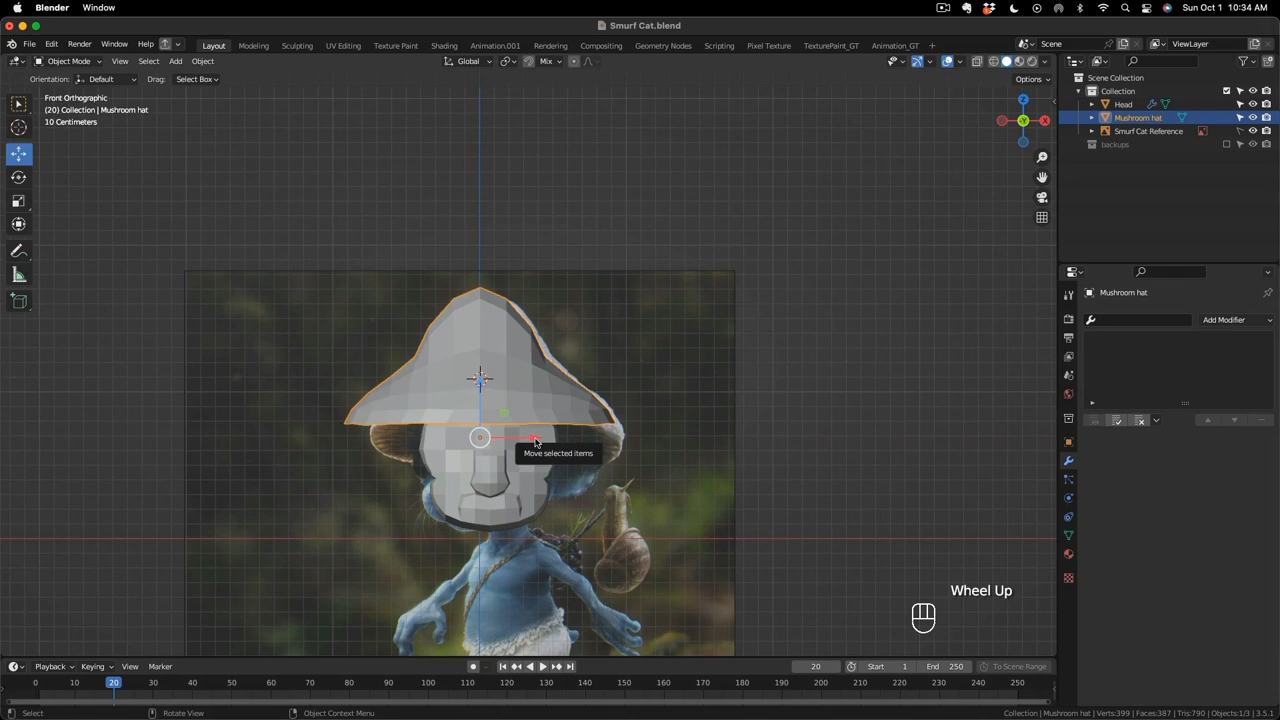 Blender Window Sun Oct 1 10:34 AM
Smurf Cat.blend
File Edit Render Window Help Layout Modeling Sculpting UV Editing Texture Paint Shading Animation.001 Rendering Compositing Geometry Nodes Scripting Pixel Texture TexturePaint_GT Animation_GT + Scene ViewLayer
Object Mode View Select Add Object Global Mix
Orientation: Default Drag: Select Box Options
Scene Collection
Collection
Head
Mushroom hat
Smurf Cat Reference
backups
Front Orthographic
(20) Collection | Mushroom hat
10 Centimeters
Z
Y
X
Mushroom hat
Add Modifier
Move selected items
Wheel Up
Playback Keying View Marker 20 Start 1 End 250 To Scene Range
0 10 20 30 40 50 60 70 80 90 100 110 120 130 140 150 160 170 180 190 200 210 220 230 240 250
Select Rotate View Object Context Menu Collection | Mushroom hat | Verts:399 | Faces:387 | Tris:790 | Objects:1/3 | 3.5.1